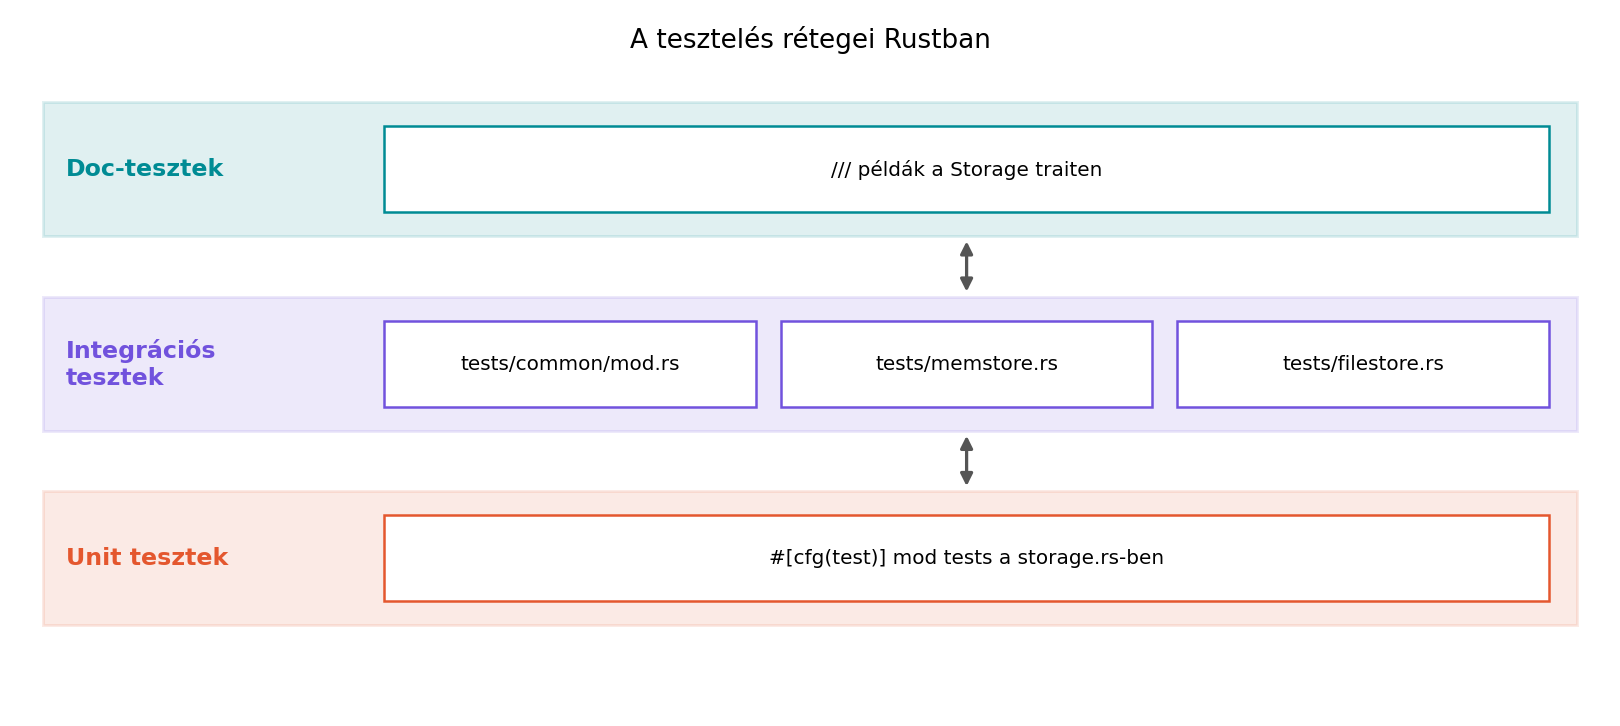 A tesztelés rétegei Rustban
Doc-tesztek
/// példák a Storage traiten
Integrációs
tesztek
tests/common/mod.rs
tests/memstore.rs
tests/filestore.rs
Unit tesztek
#[cfg(test)] mod tests a storage.rs-ben